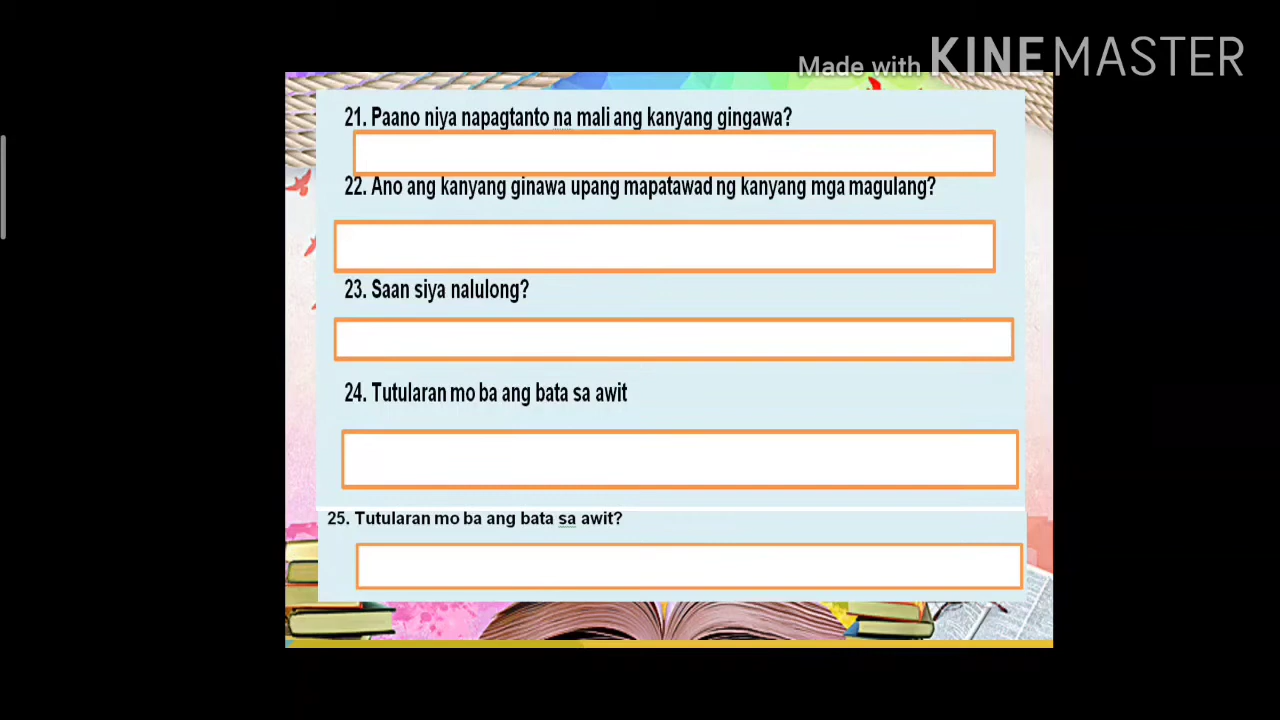 Made with KINEMASTER
21. Paano niya napagtanto na mali ang kanyang gingawa?
22. Ano ang kanyang ginawa upang mapatawad ng kanyang mga magulang?
23. Saan siya nalulong?
24. Tutularan mo ba ang bata sa awit
25. Tutularan mo ba ang bata sa awit?